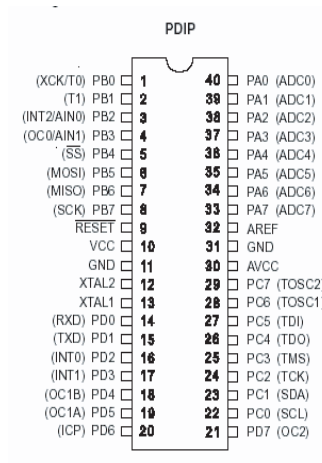 PDIP
(XCK/T0) PB0 1 40 PA0 (ADC0)
(T1) PB1 2 39 PA1 (ADC1)
(INT2/AIN0) PB2 3 38 PA2 (ADC2)
(OC0/AIN1) PB3 4 37 PA3 (ADC3)
(SS) PB4 5 36 PA4 (ADC4)
(MOSI) PB5 6 35 PA5 (ADC5)
(MISO) PB6 7 34 PA6 (ADC6)
(SCK) PB7 8 33 PA7 (ADC7)
RESET 9 32 AREF
VCC 10 31 GND
GND 11 30 AVCC
XTAL2 12 29 PC7 (TOSC2)
XTAL1 13 28 PC6 (TOSC1)
(RXD) PD0 14 27 PC5 (TDI)
(TXD) PD1 15 26 PC4 (TDO)
(INT0) PD2 16 25 PC3 (TMS)
(INT1) PD3 17 24 PC2 (TCK)
(OC1B) PD4 18 23 PC1 (SDA)
(OC1A) PD5 19 22 PC0 (SCL)
(ICP) PD6 20 21 PD7 (OC2)